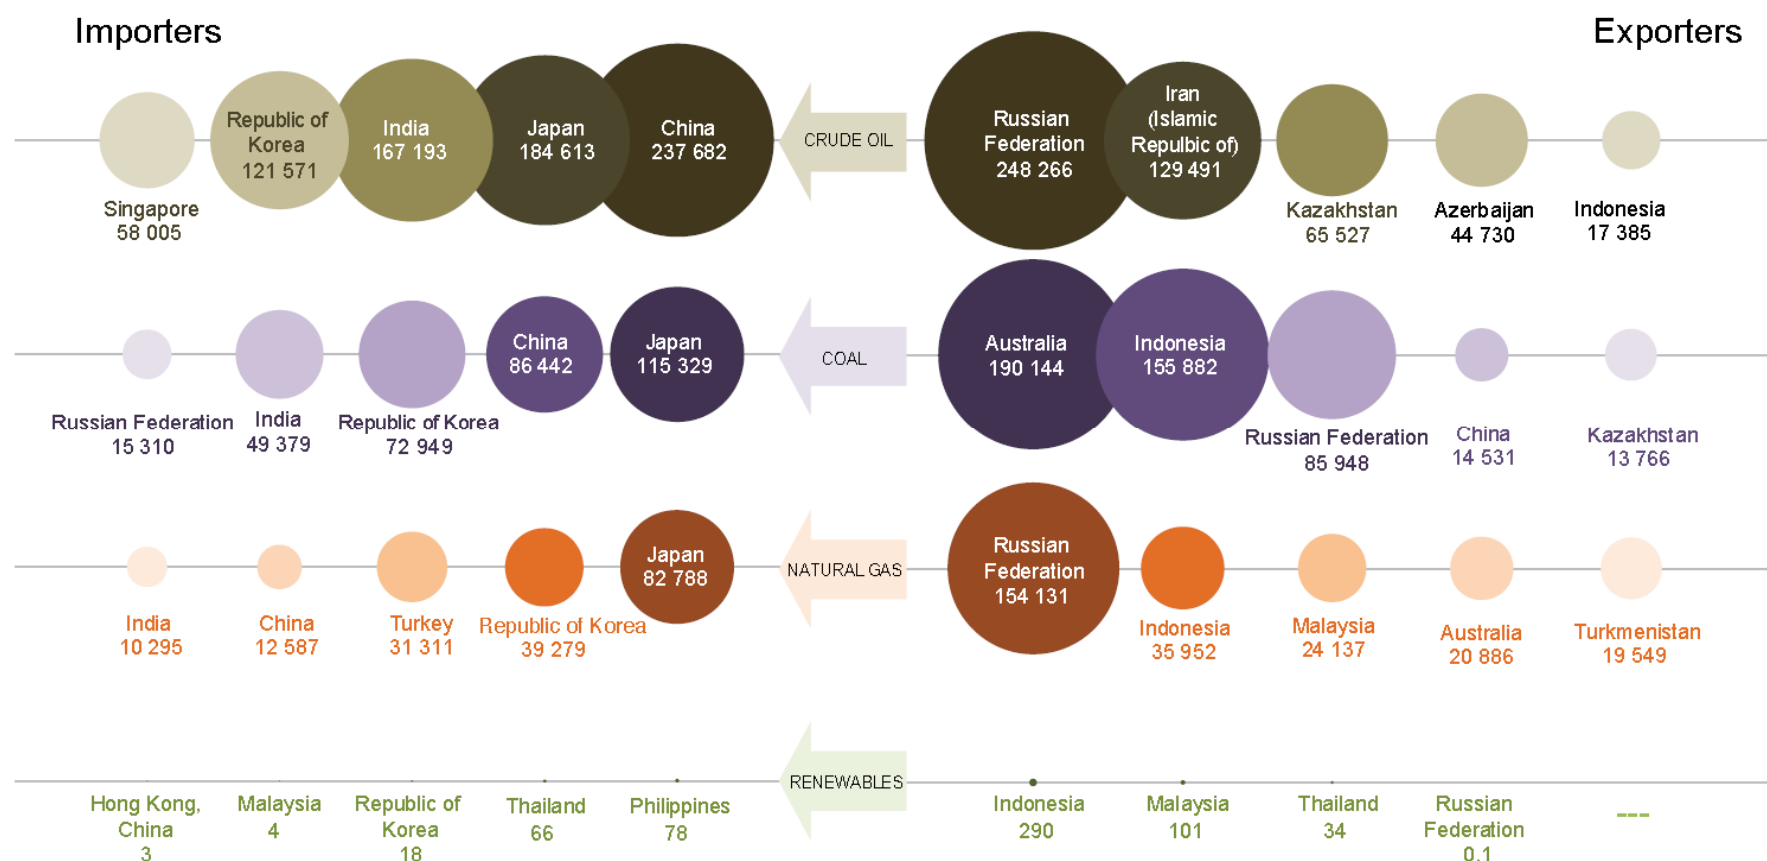 Importers
Exporters
Republic of
Korea
121 571
India
167 193
Japan
184 613
China
237 682
CRUDE OIL
Russian
Federation
248 266
Iran
(Islamic
Repulbic of)
129 491
Singapore
58 005
Kazakhstan
65 527
Azerbaijan
44 730
Indonesia
17 385
China
86 442
Japan
115 329
COAL
Australia
190 144
Indonesia
155 882
Russian Federation
15 310
India
49 379
Republic of Korea
72 949
Russian Federation
85 948
China
14 531
Kazakhstan
13 766
Japan
82 788
NATURAL GAS
Russian
Federation
154 131
India
10 295
China
12 587
Turkey
31 311
Republic of Korea
39 279
Indonesia
35 952
Malaysia
24 137
Australia
20 886
Turkmenistan
19 549
RENEWABLES
Hong Kong,
China
3
Malaysia
4
Republic of
Korea
18
Thailand
66
Philippines
78
Indonesia
290
Malaysia
101
Thailand
34
Russian
Federation
0.1
---